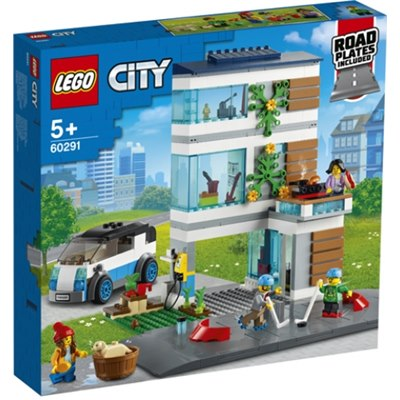 LEGO CITY
5+
60291
ROAD
PLATES
INCLUDED